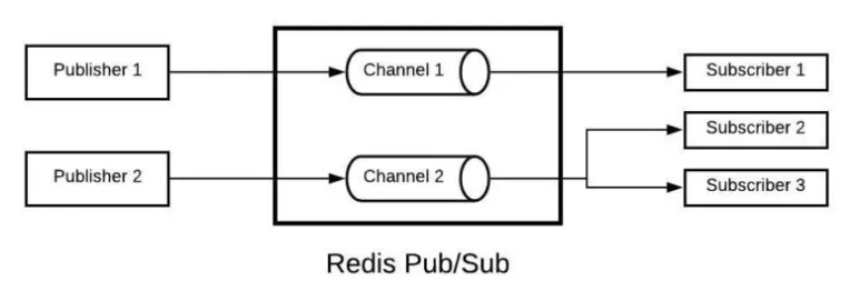 Publisher 1
Channel 1
Subscriber 1
Subscriber 2
Publisher 2
Channel 2
Subscriber 3
Redis Pub/Sub